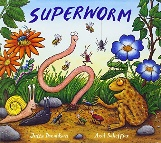 SUPERWORM
Julia Donaldson Axel Scheffler